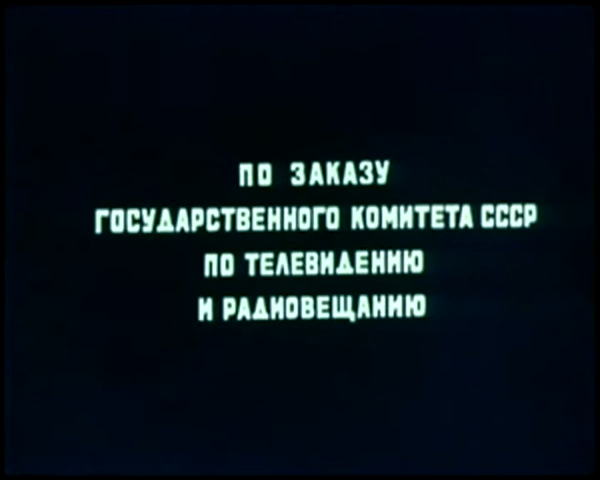 ПО ЗАКАЗУ
ГОСУДАРСТВЕННОГО КОМИТЕТА СССР
ПО ТЕЛЕВИДЕНИЮ
И РАДИОВЕЩАНИЮ